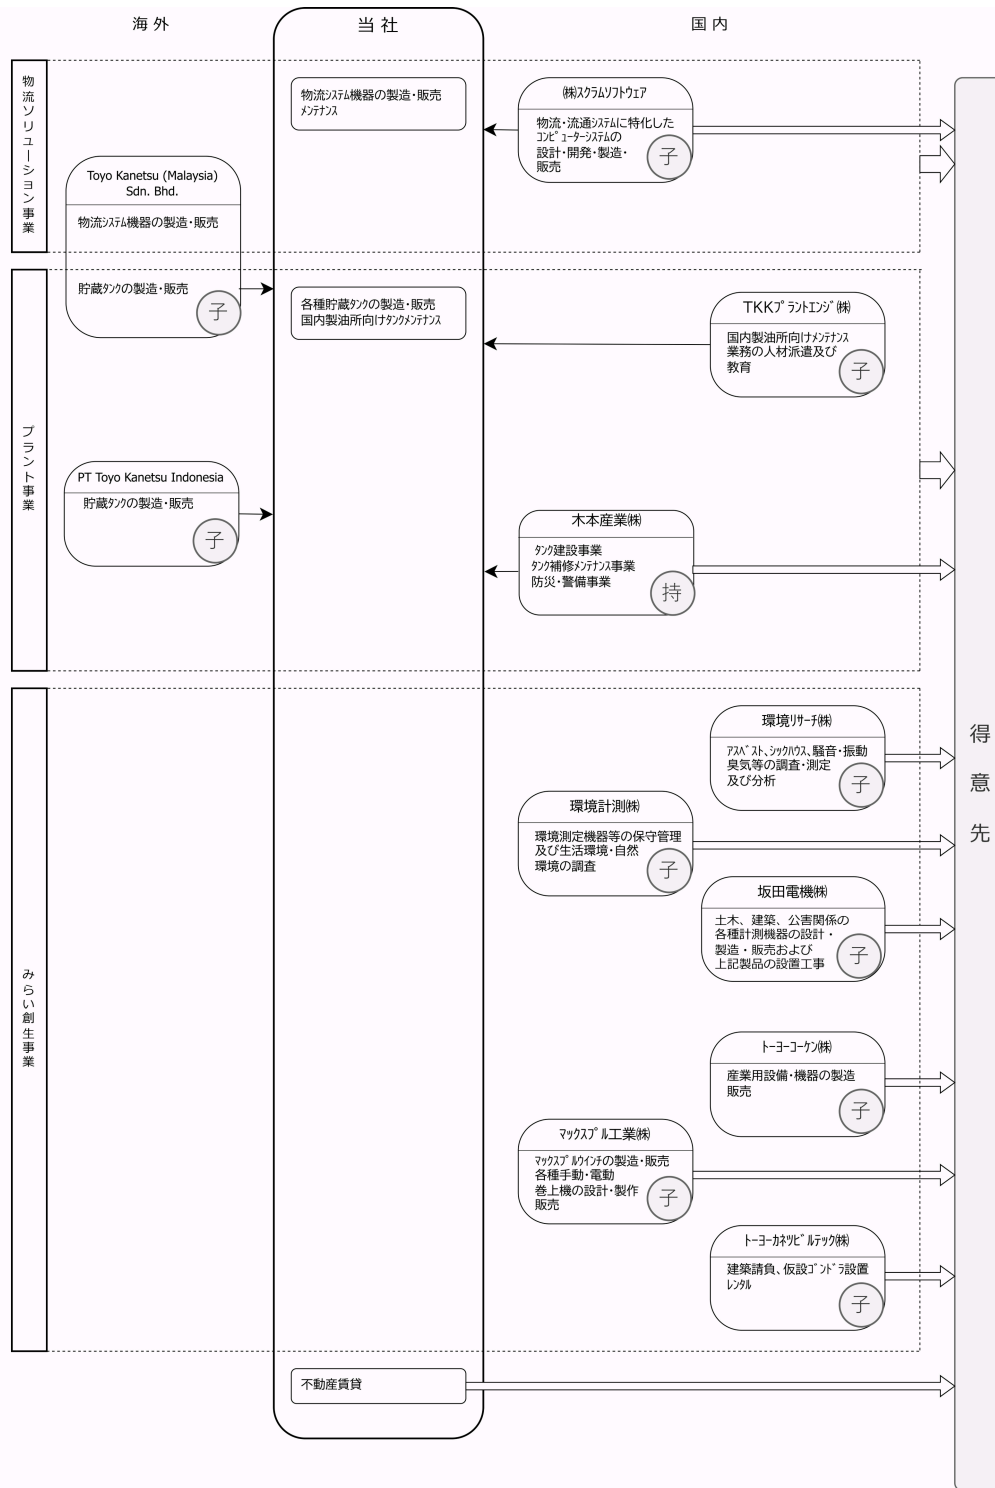 海外
当社
国内
物流ソリューション事業
物流ｼｽﾃﾑ機器の製造・販売
ﾒﾝﾃﾅﾝｽ
㈱ｽｸﾗﾑｿﾌﾄｳｪｱ
物流・流通ｼｽﾃﾑに特化した
ｺﾝﾋﾟｭｰﾀｰｼｽﾃﾑの
設計・開発・製造・
販売
子
Toyo Kanetsu (Malaysia)
Sdn. Bhd.
物流ｼｽﾃﾑ機器の製造・販売
貯蔵ﾀﾝｸの製造・販売
子
プラント事業
各種貯蔵ﾀﾝｸの製造・販売
国内製油所向けﾀﾝｸﾒﾝﾃﾅﾝｽ
TKKﾌﾟﾗﾝﾄｴﾝｼﾞ㈱
国内製油所向けﾒﾝﾃﾅﾝｽ
業務の人材派遣及び
教育
子
PT Toyo Kanetsu Indonesia
貯蔵ﾀﾝｸの製造・販売
子
木本産業㈱
ﾀﾝｸ建設事業
ﾀﾝｸ補修ﾒﾝﾃﾅﾝｽ事業
防災・警備事業
持
みらい創生事業
環境ﾘｻｰﾁ㈱
ｱｽﾍﾞｽﾄ、ｼｯｸﾊｳｽ、騒音・振動
臭気等の調査・測定
及び分析
子
環境計測㈱
環境測定機器等の保守管理
及び生活環境・自然
環境の調査
子
坂田電機㈱
土木、建築、公害関係の
各種計測機器の設計・
製造・販売および
上記製品の設置工事
子
ﾄｰﾖｰｺｰｹﾝ㈱
産業用設備・機器の製造
販売
子
ﾏｯｸｽﾌﾟﾙ工業㈱
ﾏｯｸｽﾌﾟﾙｳｲﾝﾁの製造・販売
各種手動・電動
巻上機の設計・製作
販売
子
ﾄｰﾖｰｶﾈﾂﾋﾞﾙﾃｯｸ㈱
建築請負、仮設ｺﾞﾝﾄﾞﾗ設置
ﾚﾝﾀﾙ
子
不動産賃貸
得意先